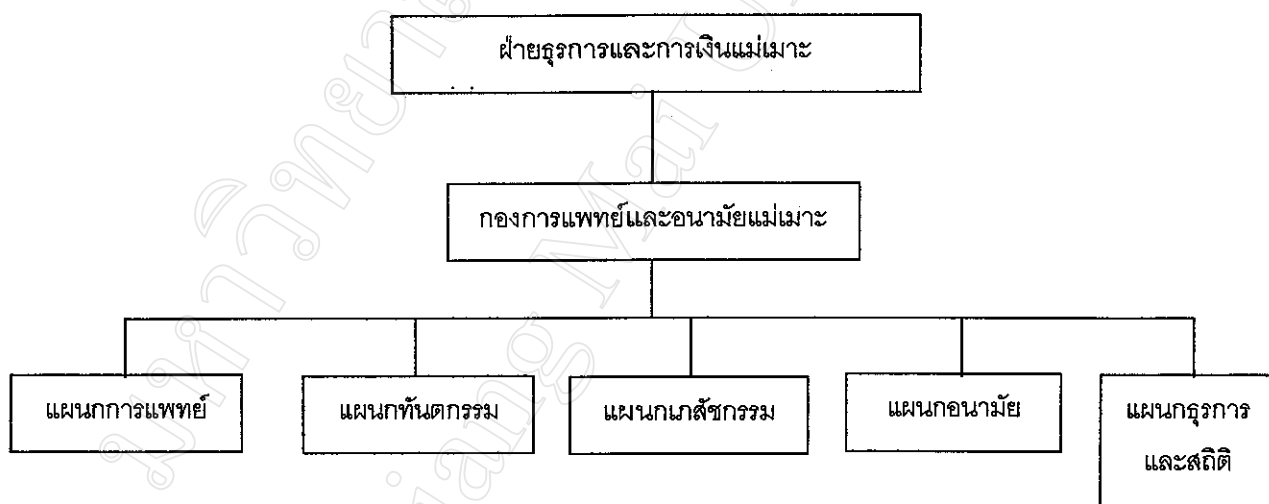 ฝ่ายธุรการและการเงินแม่เมาะ
กองการแพทย์และอนามัยแม่เมาะ
แผนกการแพทย์
แผนกทันตกรรม
แผนกเภสัชกรรม
แผนกอนามัย
แผนกธุรการ
และสถิติ